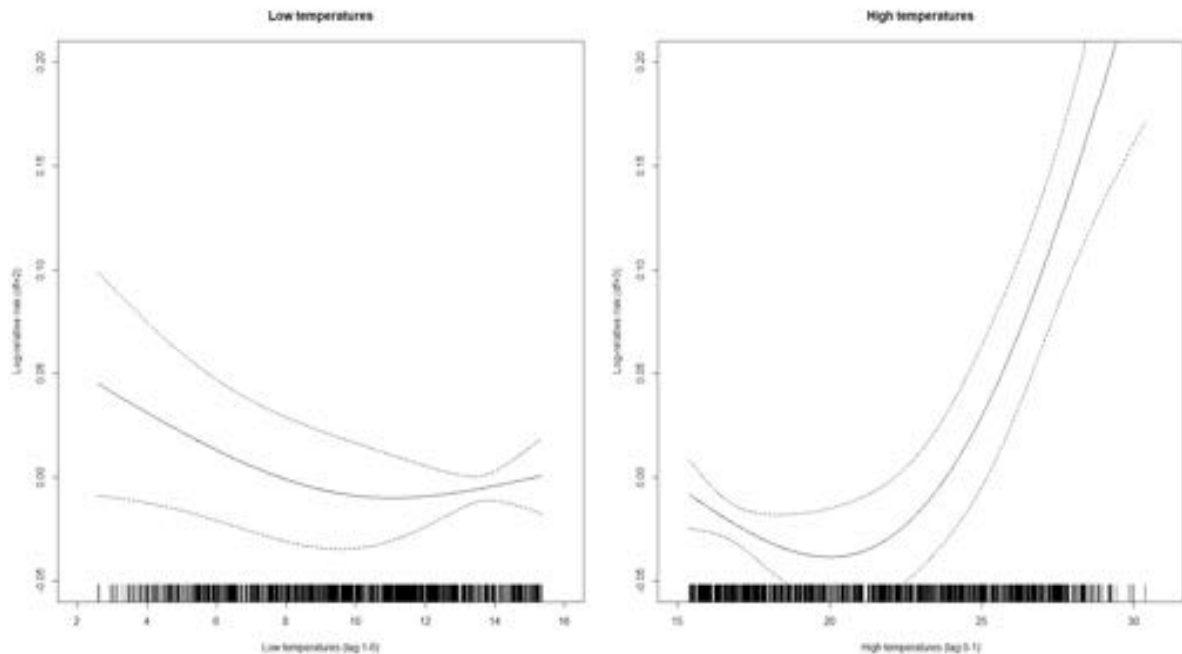 Low temperatures
0.20
0.15
0.10
0.05
0.00
-0.05
Log-relative risk (df=2)
2 4 6 8 10 12 14 16
Low temperatures (lag 1-6)
High temperatures
0.20
0.15
0.10
0.05
0.00
-0.05
Log-relative risk (df=3)
15 20 25 30
High temperatures (lag 0-1)